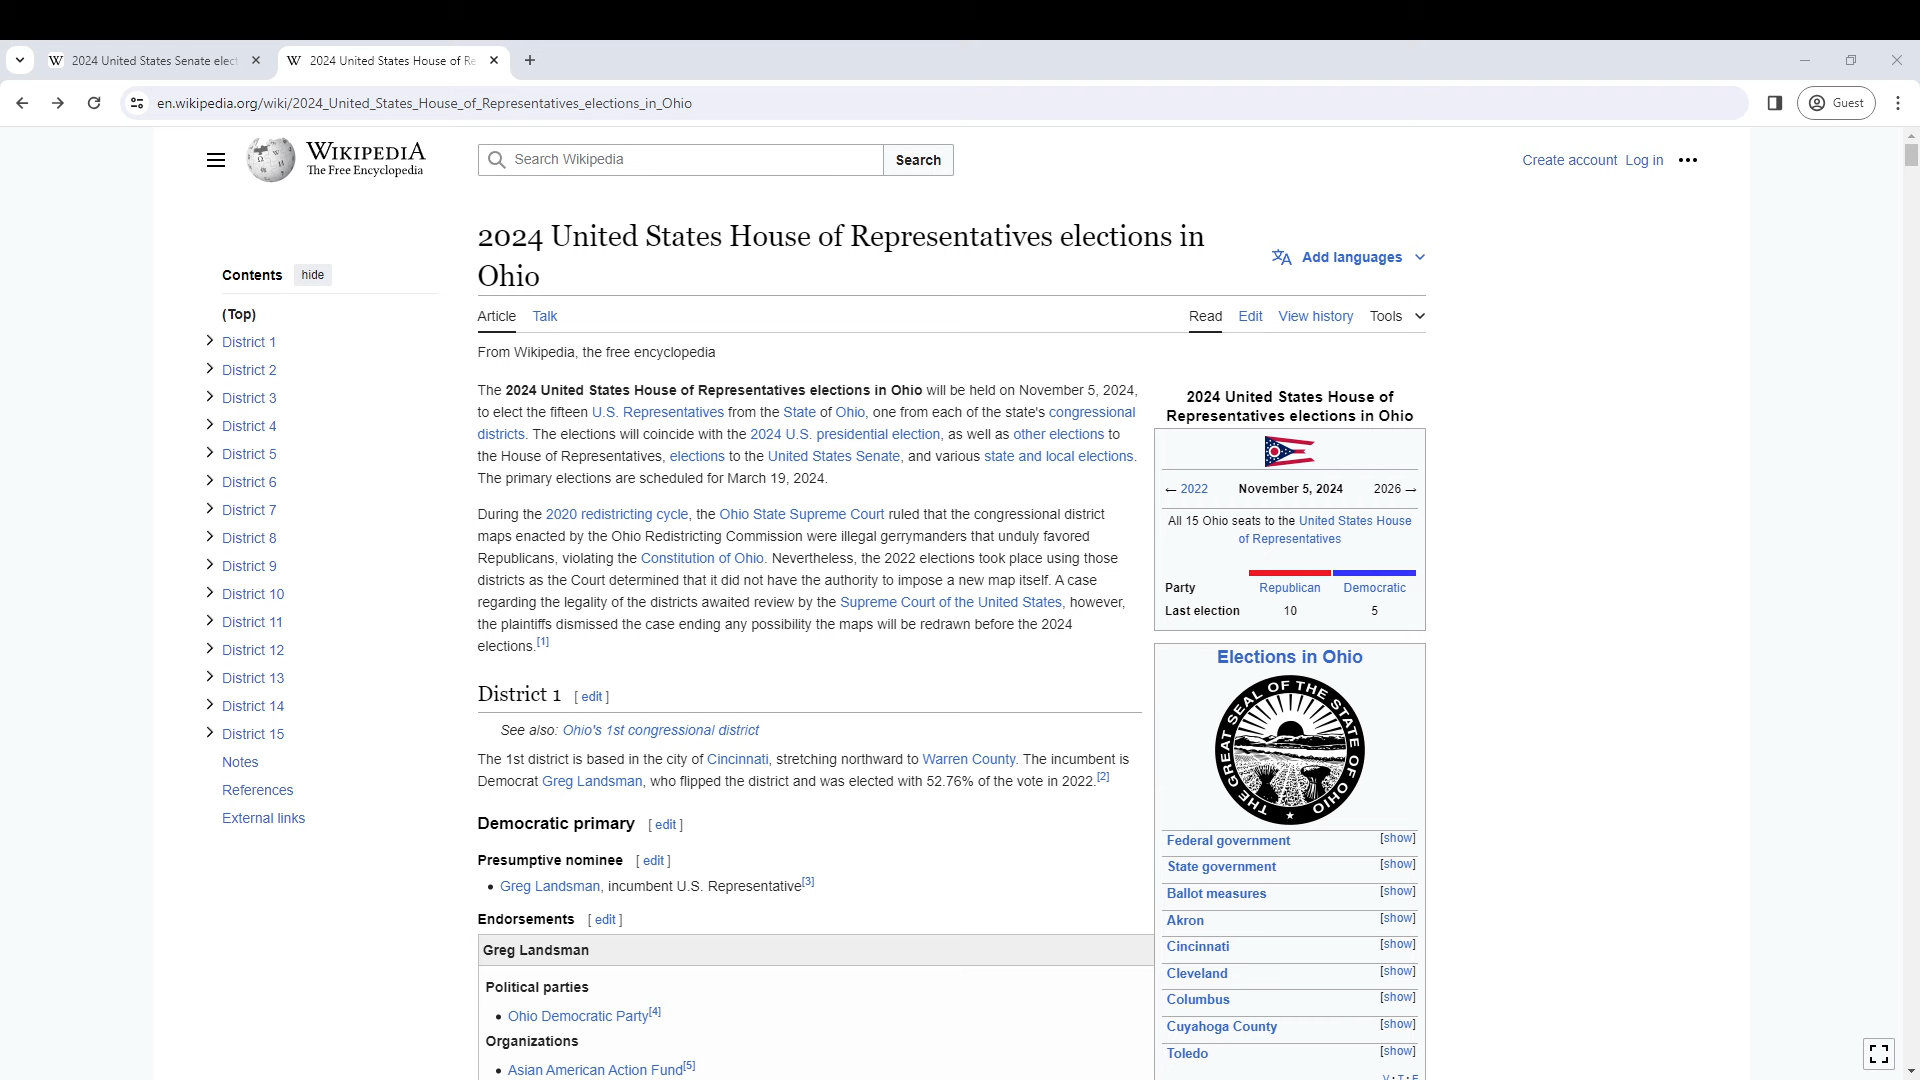 2024 United States Senate elect
2024 United States House of Re
en.wikipedia.org/wiki/2024_United_States_House_of_Representatives_elections_in_Ohio
Guest
WIKIPEDIA
The Free Encyclopedia
Search Wikipedia
Search
Create account Log in
2024 United States House of Representatives elections in
Ohio
Add languages
Contents hide
(Top)
District 1
District 2
District 3
District 4
District 5
District 6
District 7
District 8
District 9
District 10
District 11
District 12
District 13
District 14
District 15
Notes
References
External links
Article Talk
Read Edit View history Tools
From Wikipedia, the free encyclopedia
The 2024 United States House of Representatives elections in Ohio will be held on November 5, 2024,
to elect the fifteen U.S. Representatives from the State of Ohio, one from each of the state's congressional
districts. The elections will coincide with the 2024 U.S. presidential election, as well as other elections to
the House of Representatives, elections to the United States Senate, and various state and local elections.
The primary elections are scheduled for March 19, 2024.
During the 2020 redistricting cycle, the Ohio State Supreme Court ruled that the congressional district
maps enacted by the Ohio Redistricting Commission were illegal gerrymanders that unduly favored
Republicans, violating the Constitution of Ohio. Nevertheless, the 2022 elections took place using those
districts as the Court determined that it did not have the authority to impose a new map itself. A case
regarding the legality of the districts awaited review by the Supreme Court of the United States, however,
the plaintiffs dismissed the case ending any possibility the maps will be redrawn before the 2024
elections.[1]
District 1 [ edit ]
See also: Ohio's 1st congressional district
The 1st district is based in the city of Cincinnati, stretching northward to Warren County. The incumbent is
Democrat Greg Landsman, who flipped the district and was elected with 52.76% of the vote in 2022.[2]
Democratic primary [ edit ]
Presumptive nominee [ edit ]
• Greg Landsman, incumbent U.S. Representative[3]
Endorsements [ edit ]
Greg Landsman
Political parties
• Ohio Democratic Party[4]
Organizations
• Asian American Action Fund[5]
2024 United States House of
Representatives elections in Ohio
← 2022 November 5, 2024 2026 →
All 15 Ohio seats to the United States House
of Representatives
Party Republican Democratic
Last election 10 5
Elections in Ohio
THE GREAT SEAL OF THE STATE OF OHIO
Federal government [show]
State government [show]
Ballot measures [show]
Akron [show]
Cincinnati [show]
Cleveland [show]
Columbus [show]
Cuyahoga County [show]
Toledo [show]
V·T·E